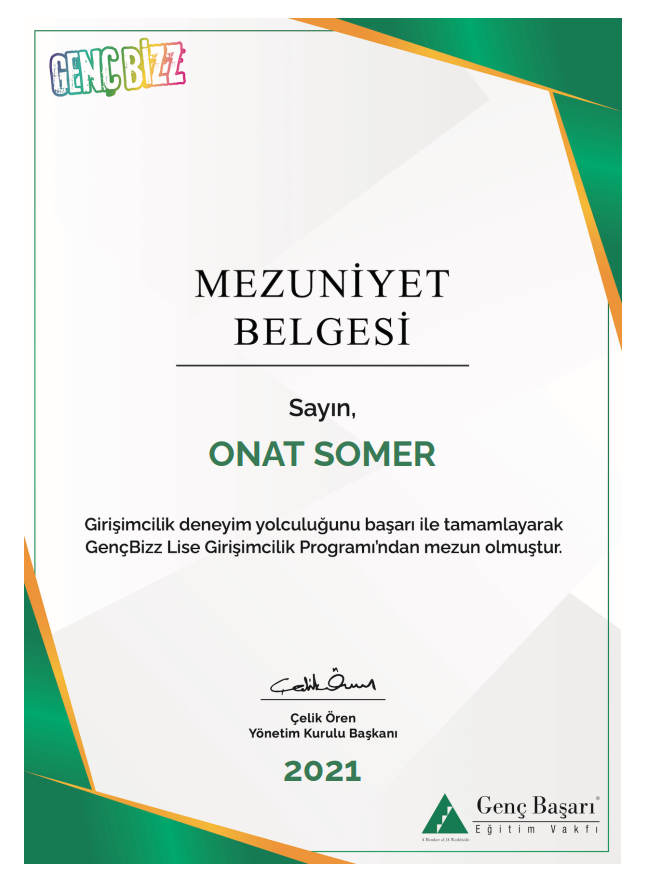 GENÇBİZZ
MEZUNİYET
BELGESİ
Sayın,
ONAT SOMER
Girişimcilik deneyim yolculuğunu başarı ile tamamlayarak
GençBizz Lise Girişimcilik Programı'ndan mezun olmuştur.
Çelik Ören
Çelik Ören
Yönetim Kurulu Başkanı
2021
Genç Başarı®
Eğitim Vakfı
A Member of JA Worldwide